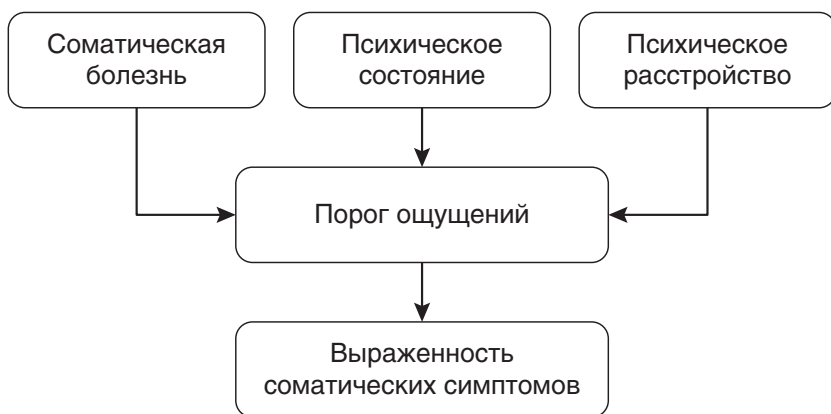 Соматическая
болезнь
Психическое
состояние
Психическое
расстройство
Порог ощущений
Выраженность
соматических симптомов